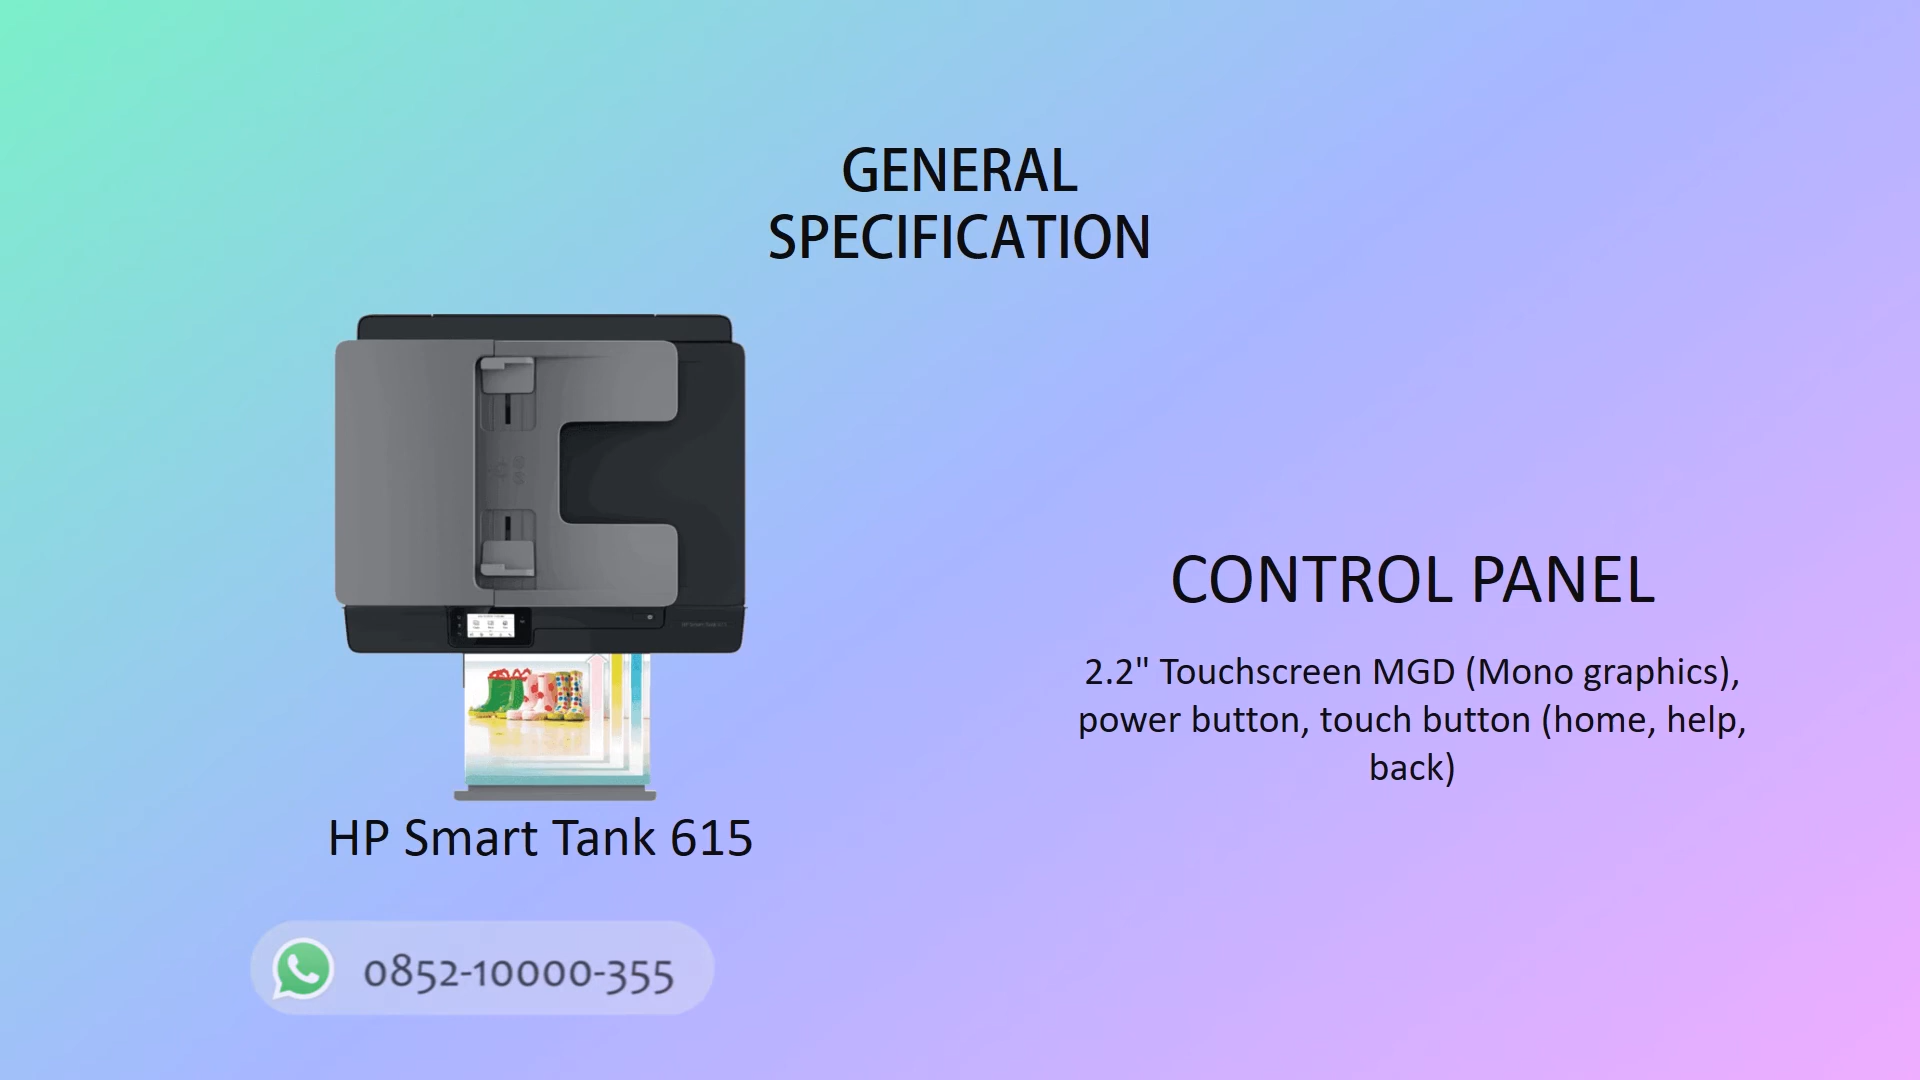 GENERAL
SPECIFICATION
HP Smart Tank 615
CONTROL PANEL
2.2" Touchscreen MGD (Mono graphics),
power button, touch button (home, help,
back)
0852-10000-355